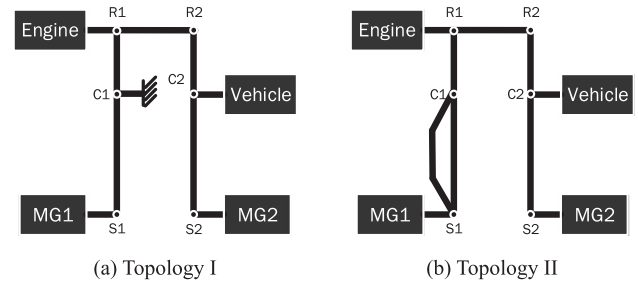 R1 R2 R1 R2
Engine Engine
C1 C2 Vehicle C1 C2 Vehicle
MG1 MG2 MG1 MG2
S1 S2 S1 S2
(a) Topology I (b) Topology II